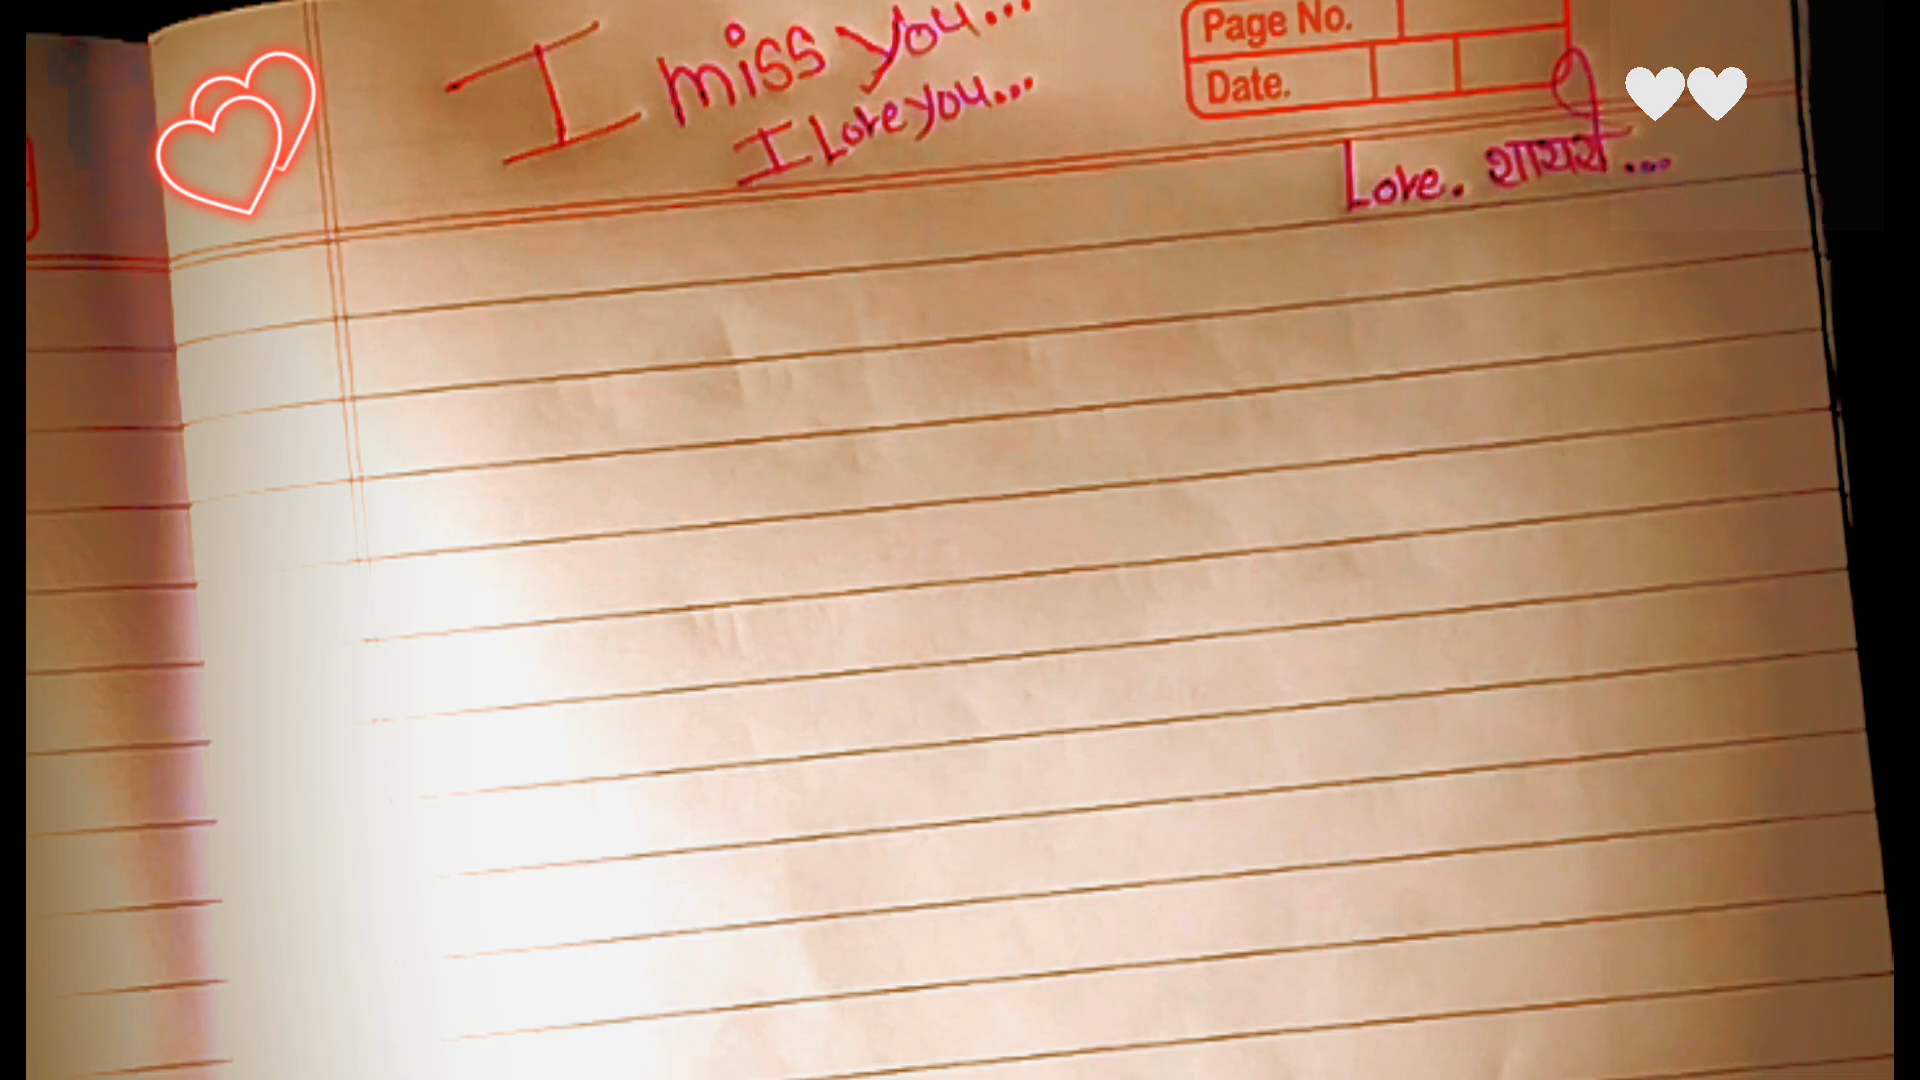 I miss you...
I Love you...
Page No.
Date.
Love. शायरी...